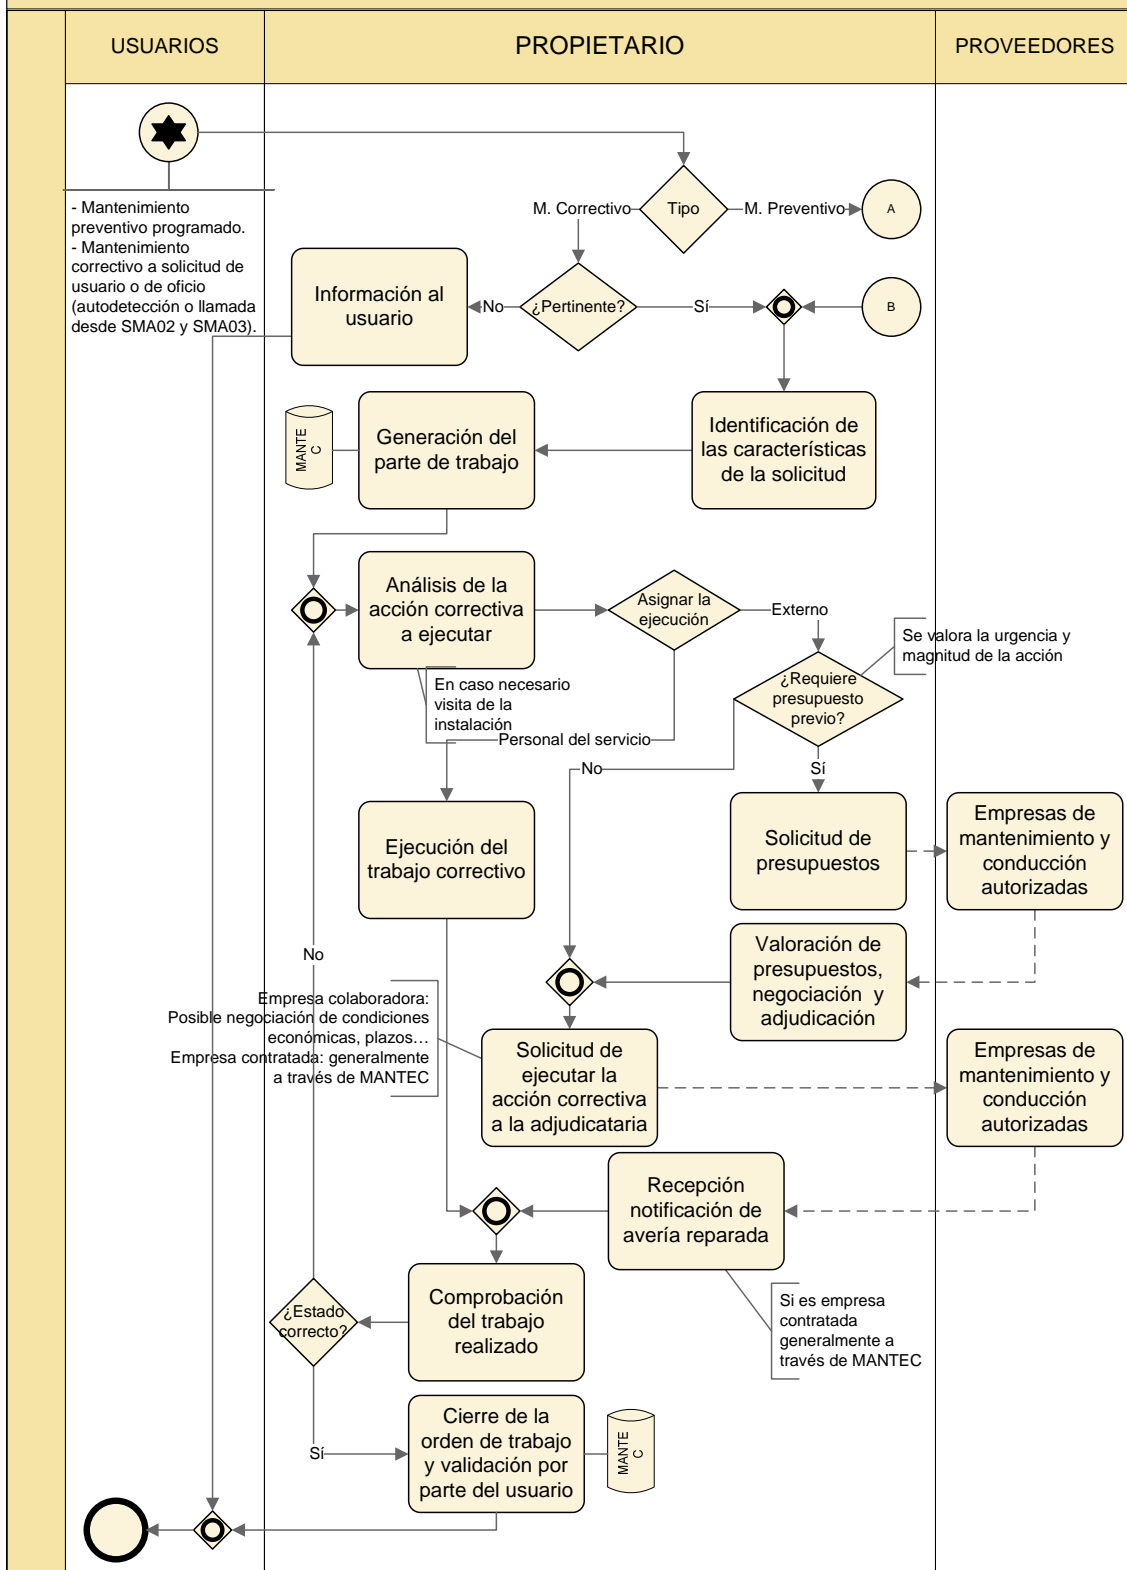 USUARIOS
PROPIETARIO
PROVEEDORES
- Mantenimiento
preventivo programado.
- Mantenimiento
correctivo a solicitud de
usuario o de oficio
(autodetección o llamada
desde SMA02 y SMA03).
Tipo
M. Correctivo
M. Preventivo
A
Información al
usuario
No
¿Pertinente?
Sí
B
MANTE
C
Generación del
parte de trabajo
Identificación de
las características
de la solicitud
Análisis de la
acción correctiva
a ejecutar
Asignar la
ejecución
Externo
Se valora la urgencia y
magnitud de la acción
En caso necesario
visita de la
instalación
¿Requiere
presupuesto
previo?
Personal del servicio
No
Sí
Ejecución del
trabajo correctivo
Solicitud de
presupuestos
Empresas de
mantenimiento y
conducción
autorizadas
No
Valoración de
presupuestos,
negociación y
adjudicación
Empresa colaboradora:
Posible negociación de condiciones
económicas, plazos…
Empresa contratada: generalmente
a través de MANTEC
Solicitud de
ejecutar la
acción correctiva
a la adjudicataria
Empresas de
mantenimiento y
conducción
autorizadas
Recepción
notificación de
avería reparada
¿Estado
correcto?
Comprobación
del trabajo
realizado
Si es empresa
contratada
generalmente a
través de MANTEC
Sí
Cierre de la
orden de trabajo
y validación por
parte del usuario
MANTE
C